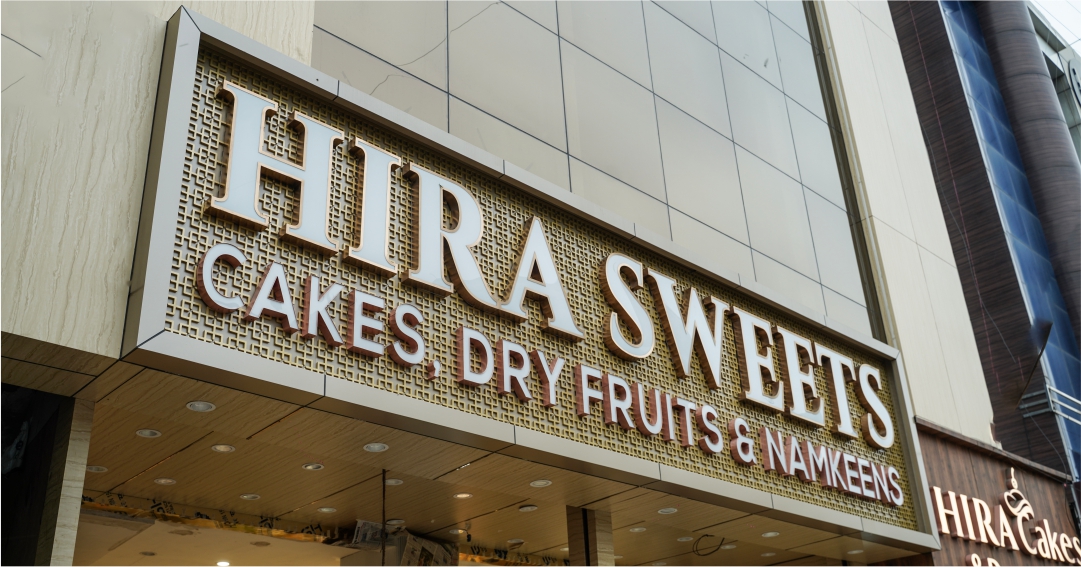 HIRA SWEETS
CAKES, DRY FRUITS & NAMKEENS
HIRA Cakes
&